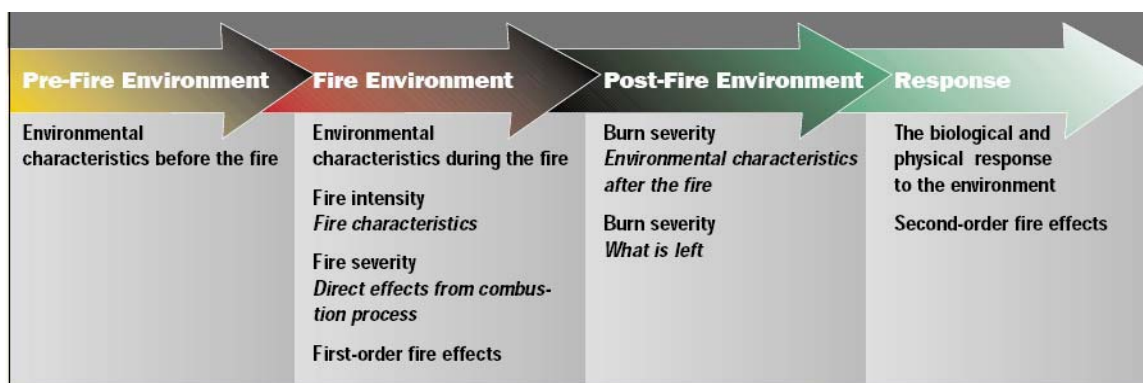 Pre-Fire Environment
Environmental
characteristics before the fire
Fire Environment
Environmental
characteristics during the fire
Fire intensity
Fire characteristics
Fire severity
Direct effects from combus-
tion process
First-order fire effects
Post-Fire Environment
Burn severity
Environmental characteristics
after the fire
Burn severity
What is left
Response
The biological and
physical response
to the environment
Second-order fire effects